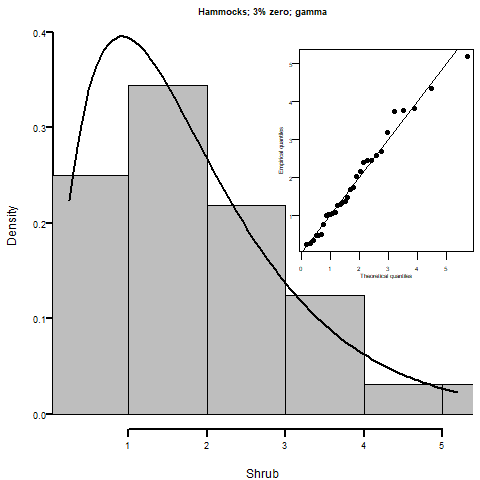 Hammocks; 3% zero; gamma
0.4
0.3
0.2
0.1
0.0
Density
1 2 3 4 5
Shrub
5
4
3
2
1
Empirical quantiles
0 1 2 3 4 5
Theoretical quantiles